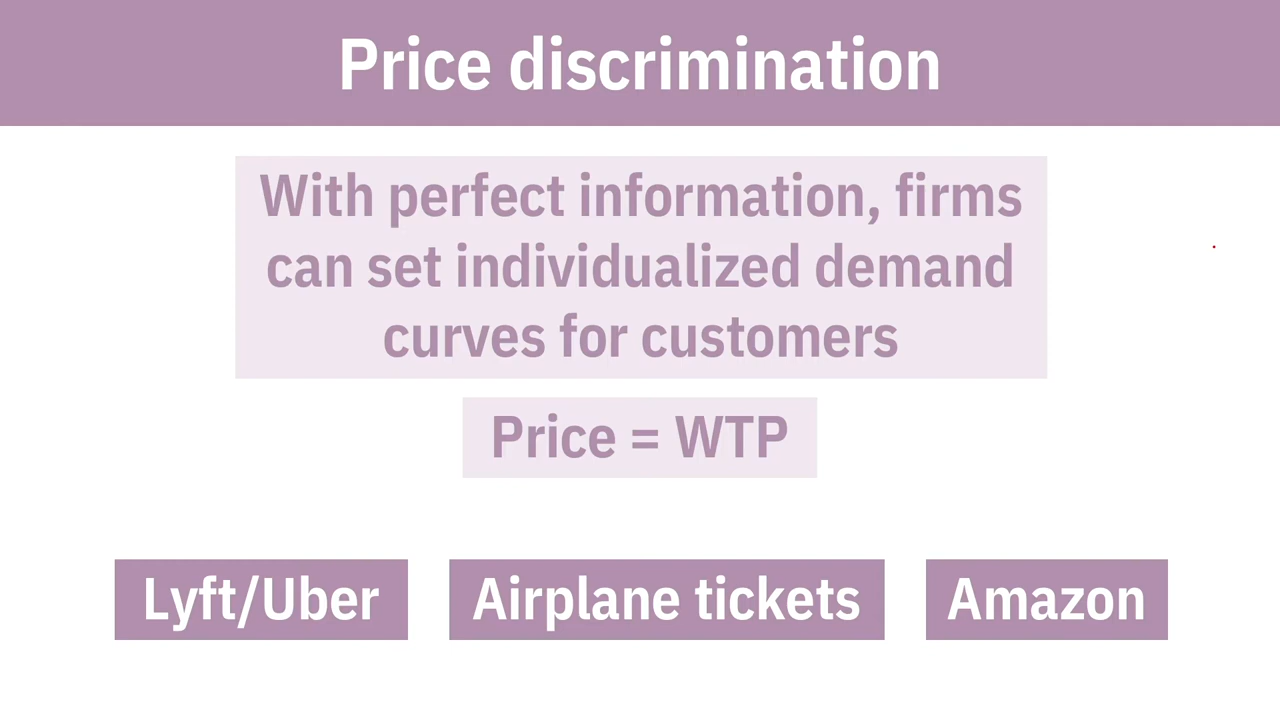 Price discrimination
With perfect information, firms
can set individualized demand
curves for customers
Price = WTP
Lyft/Uber
Airplane tickets
Amazon